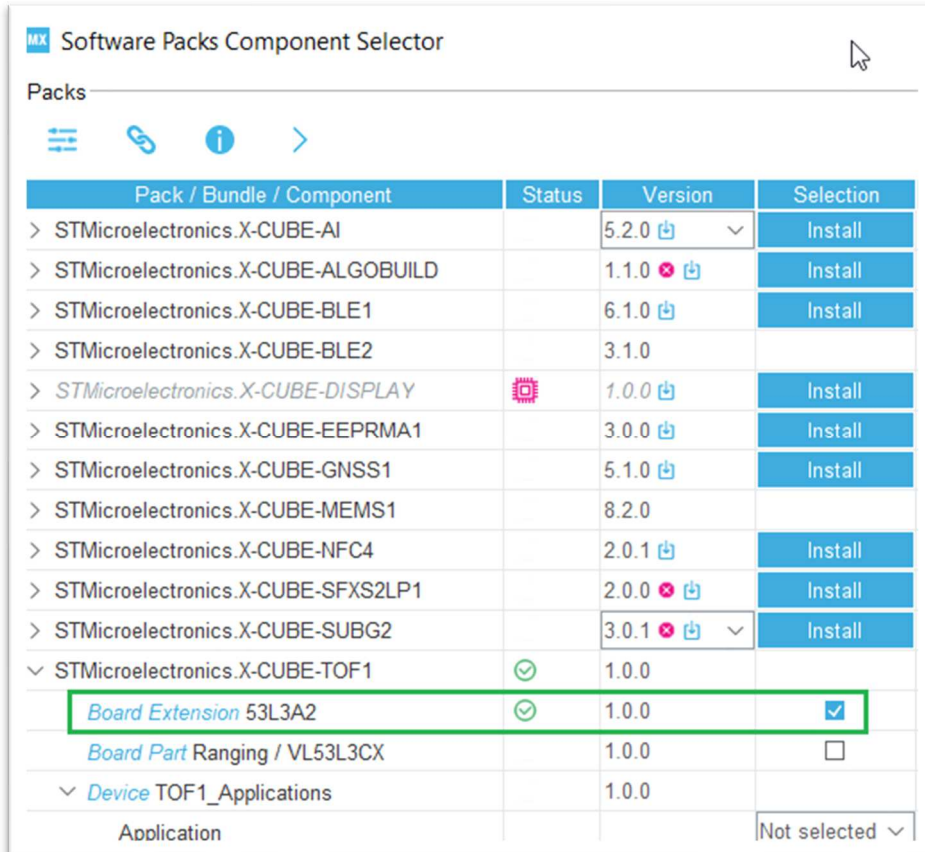 MX Software Packs Component Selector
Packs
Pack / Bundle / Component Status Version Selection
STMicroelectronics.X-CUBE-AI 5.2.0 Install
STMicroelectronics.X-CUBE-ALGOBUILD 1.1.0 Install
STMicroelectronics.X-CUBE-BLE1 6.1.0 Install
STMicroelectronics.X-CUBE-BLE2 3.1.0
STMicroelectronics.X-CUBE-DISPLAY 1.0.0 Install
STMicroelectronics.X-CUBE-EEPRMA1 3.0.0 Install
STMicroelectronics.X-CUBE-GNSS1 5.1.0 Install
STMicroelectronics.X-CUBE-MEMS1 8.2.0
STMicroelectronics.X-CUBE-NFC4 2.0.1 Install
STMicroelectronics.X-CUBE-SFXS2LP1 2.0.0 Install
STMicroelectronics.X-CUBE-SUBG2 3.0.1 Install
STMicroelectronics.X-CUBE-TOF1 1.0.0
Board Extension 53L3A2 1.0.0
Board Part Ranging / VL53L3CX 1.0.0
Device TOF1_Applications 1.0.0
Application Not selected